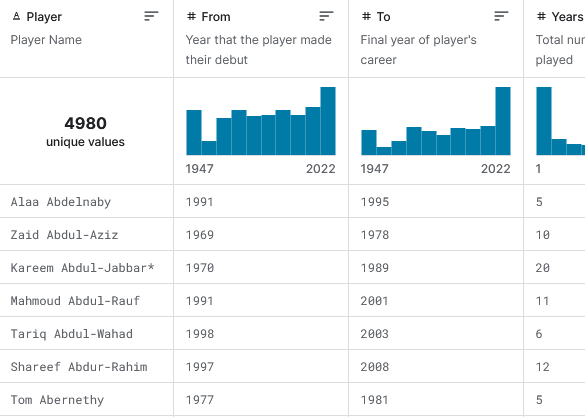 Player
Player Name
4980
unique values
From
Year that the player made
their debut
1947 2022
To
Final year of player's
career
1947 2022
Years
Total nur
played
1
Alaa Abdelnaby 1991 1995 5
Zaid Abdul-Aziz 1969 1978 10
Kareem Abdul-Jabbar* 1970 1989 20
Mahmoud Abdul-Rauf 1991 2001 11
Tariq Abdul-Wahad 1998 2003 6
Shareef Abdur-Rahim 1997 2008 12
Tom Abernethy 1977 1981 5